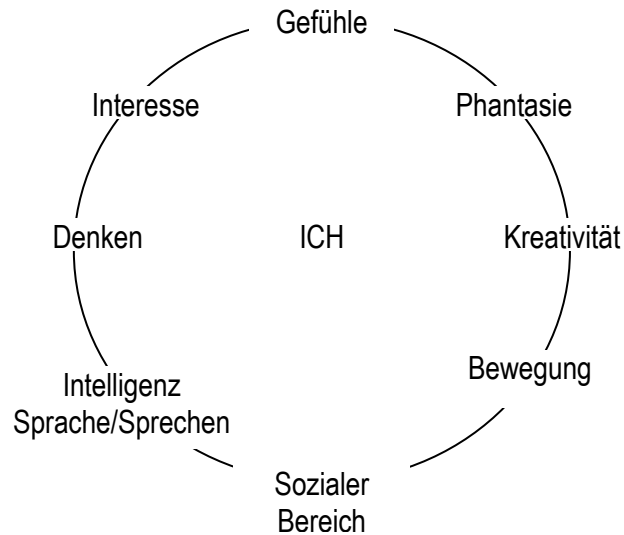 Gefühle
Interesse
Phantasie
Denken
ICH
Kreativität
Bewegung
Intelligenz
Sprache/Sprechen
Sozialer
Bereich